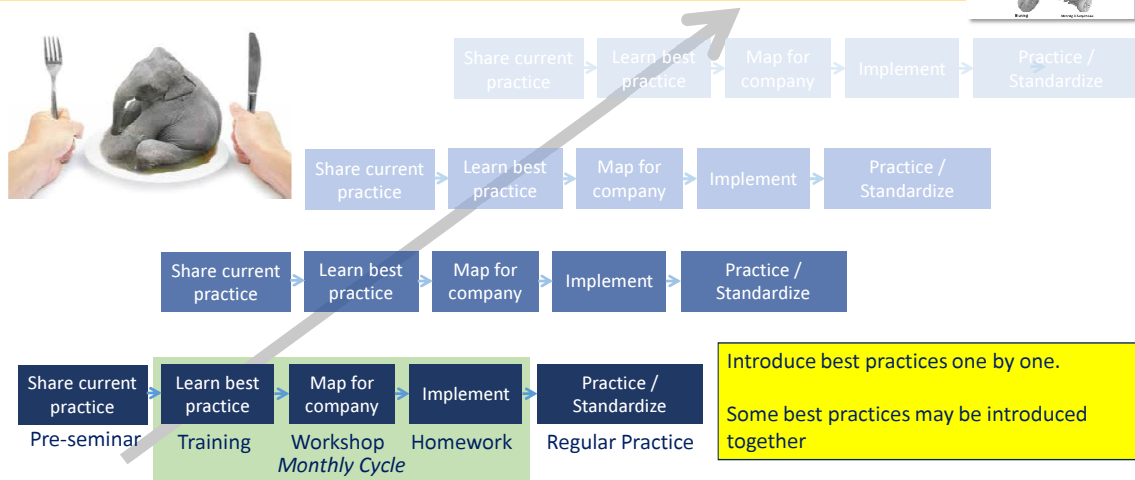 Share current
practice
Learn best
practice
Map for
company
Implement
Practice /
Standardize
Share current
practice
Learn best
practice
Map for
company
Implement
Practice /
Standardize
Share current
practice
Learn best
practice
Map for
company
Implement
Practice /
Standardize
Share current
practice
Learn best
practice
Map for
company
Implement
Practice /
Standardize
Pre-seminar
Training
Workshop
Homework
Regular Practice
Monthly Cycle
Introduce best practices one by one.
Some best practices may be introduced
together